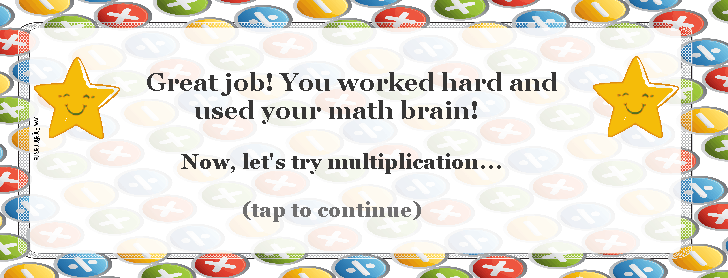 Great job! You worked hard and
used your math brain!
Now, let's try multiplication...
(tap to continue)